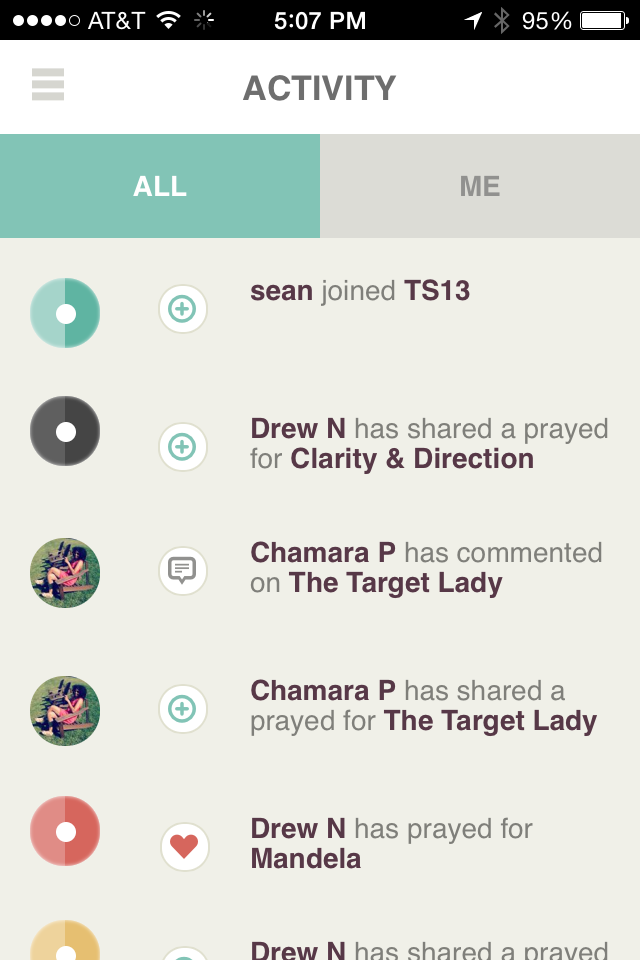 AT&T 5:07 PM 95%
ACTIVITY
ALL ME
sean joined TS13
Drew N has shared a prayed
for Clarity & Direction
Chamara P has commented
on The Target Lady
Chamara P has shared a
prayed for The Target Lady
Drew N has prayed for
Mandela
Drew N has shared a prayed